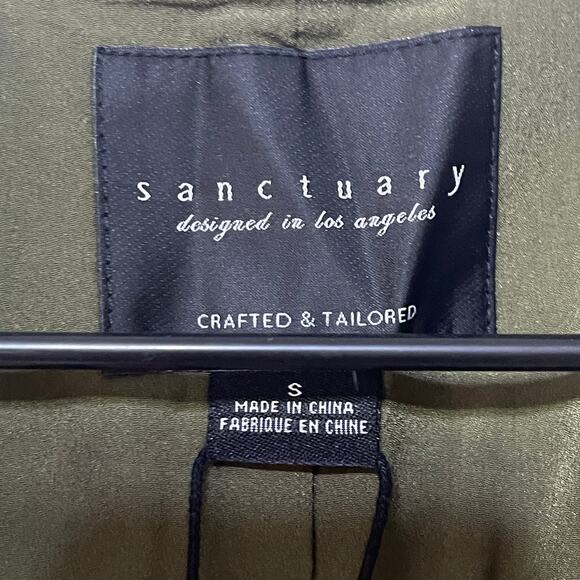 sanctuary
designed in los angeles
CRAFTED & TAILORED
S
MADE IN CHINA
FABRIQUE EN CHINE